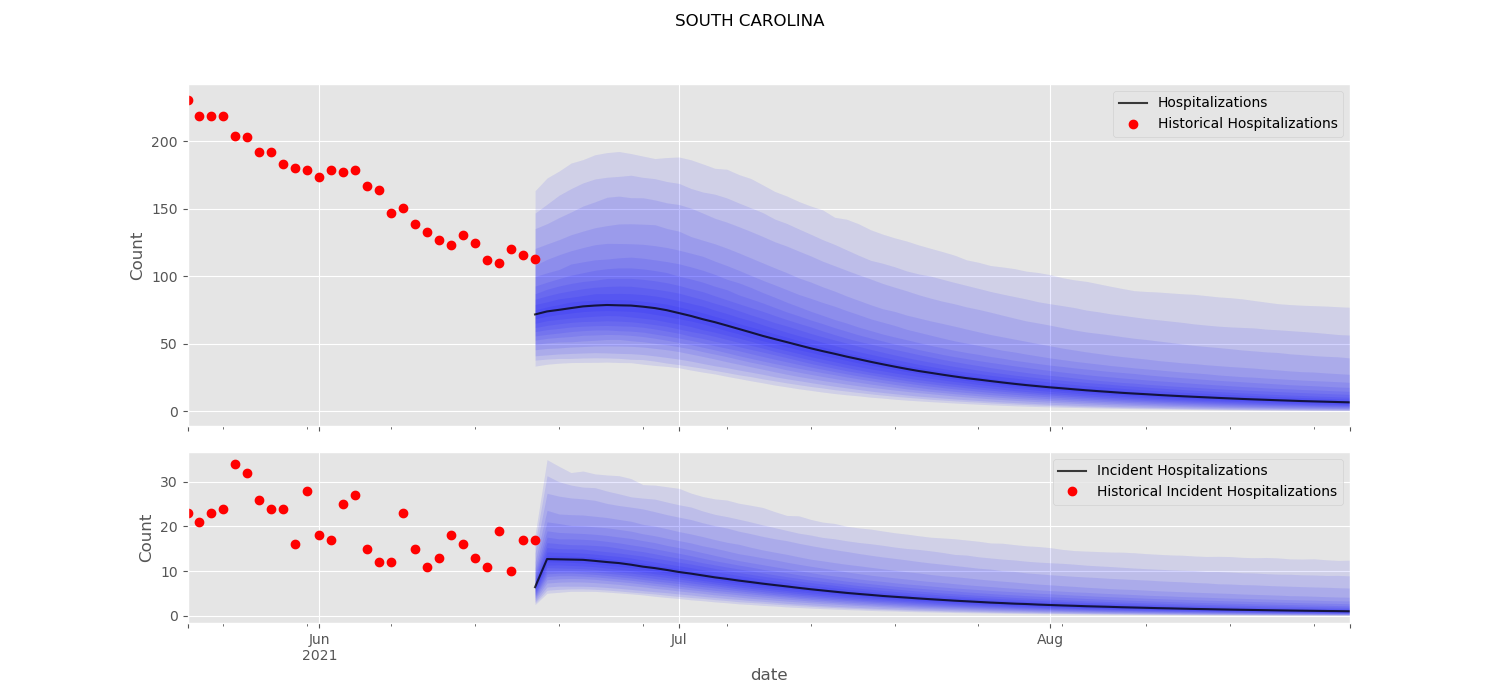 SOUTH CAROLINA
Hospitalizations
Historical Hospitalizations
200
150
100
50
0
Count
Incident Hospitalizations
Historical Incident Hospitalizations
30
20
10
0
Count
Jun
2021
Jul
Aug
date